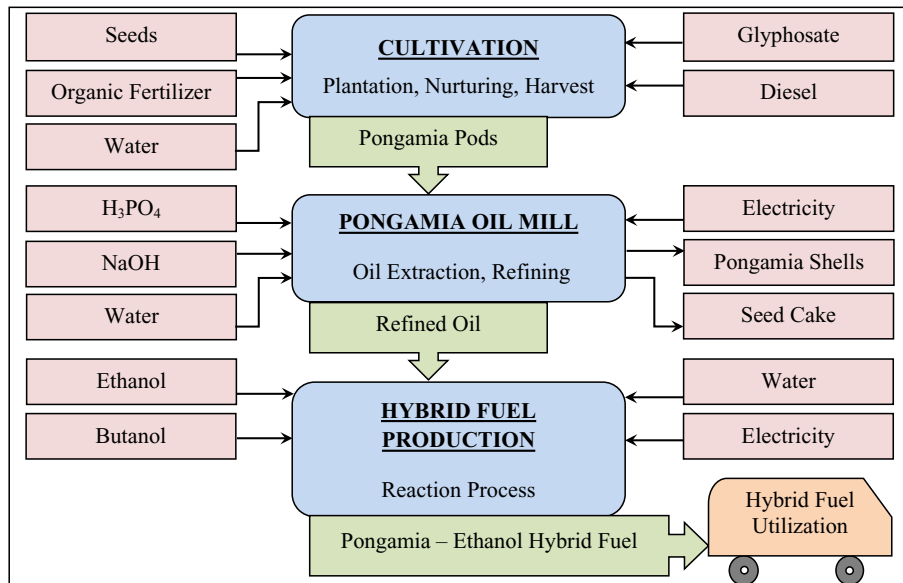 Seeds
Organic Fertilizer
Water
CULTIVATION
Plantation, Nurturing, Harvest
Glyphosate
Diesel
Pongamia Pods
H₃PO₄
NaOH
Water
PONGAMIA OIL MILL
Oil Extraction, Refining
Electricity
Pongamia Shells
Seed Cake
Refined Oil
Ethanol
Butanol
HYBRID FUEL
PRODUCTION
Reaction Process
Water
Electricity
Pongamia – Ethanol Hybrid Fuel
Hybrid Fuel
Utilization